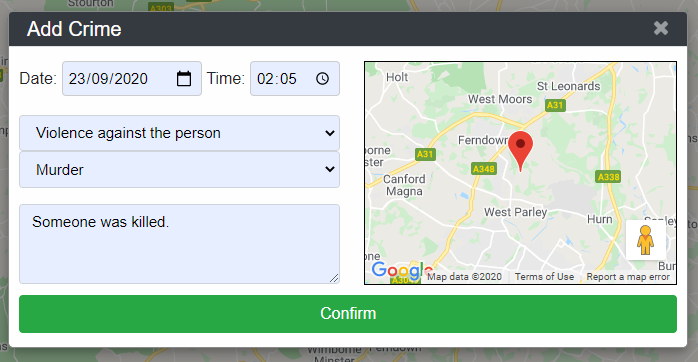 Stourton
A303
Add Crime
Date: 23/09/2020 Time: 02:05
Violence against the person
Murder
Someone was killed.
Holt
St Leonards
West Moors
A31
Ferndown
A31
A348
A338
Canford
Magna
West Parley
Hurn
Google
Map data ©2020 Terms of Use Report a map error
Confirm
Wimborne
Minster
Ferndown